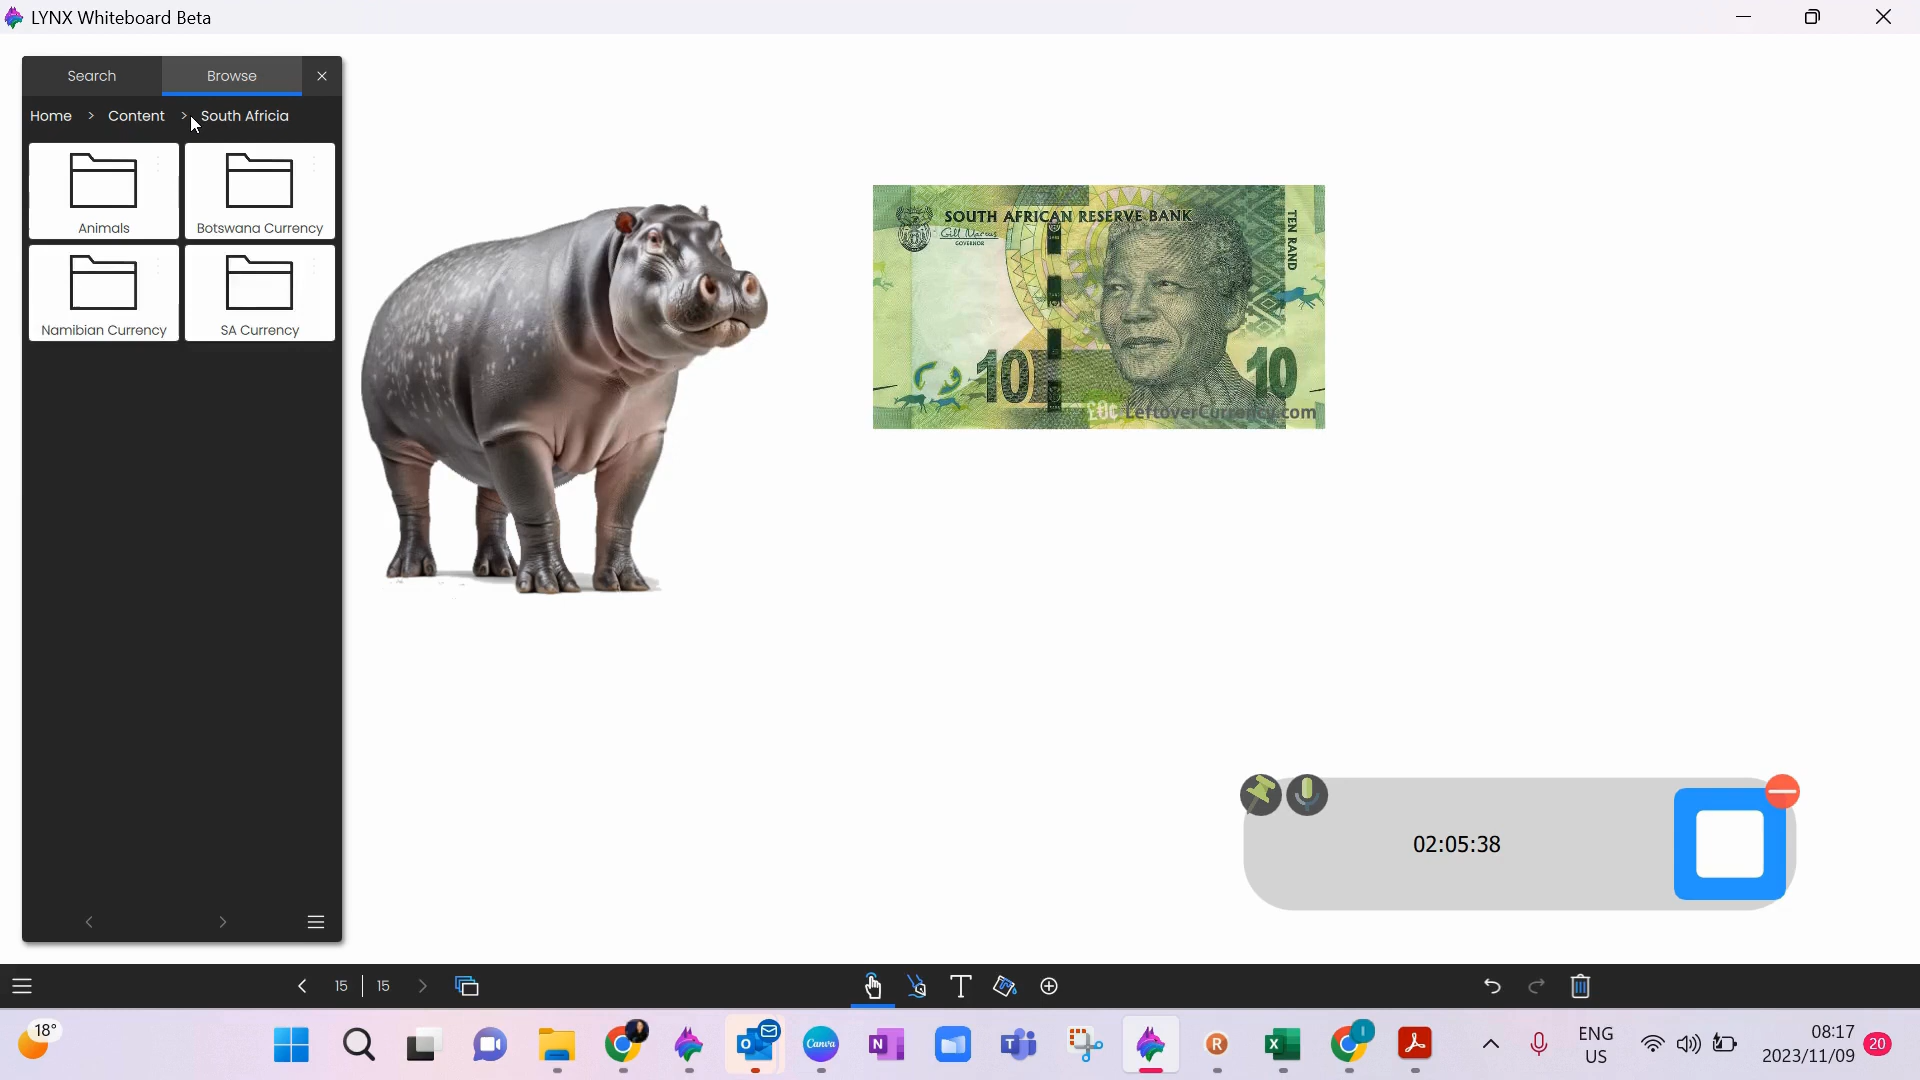 LYNX Whiteboard Beta
Search
Browse
Home > Content > South Africia
Animals
Botswana Currency
Namibian Currency
SA Currency
SOUTH AFRICAN RESERVE BANK
GOVERNOR
TEN RAND
10
10
LeftoverCurrency.com
02:05:38
15
15
T
18°
Canva
N
T
R
X
I
ENG
US
08:17
2023/11/09
20